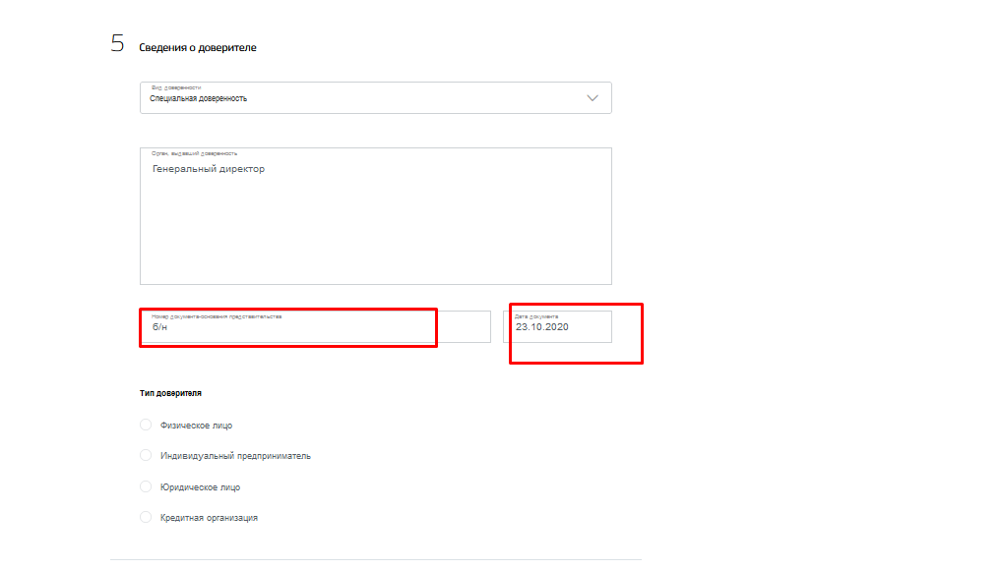 5 Сведения о доверителе
Вид доверенности
Специальная доверенность
Орган, выдавший доверенность
Генеральный директор
Номер документа-основания представительства
б/н
Дата документа
23.10.2020
Тип доверителя
Физическое лицо
Индивидуальный предприниматель
Юридическое лицо
Кредитная организация